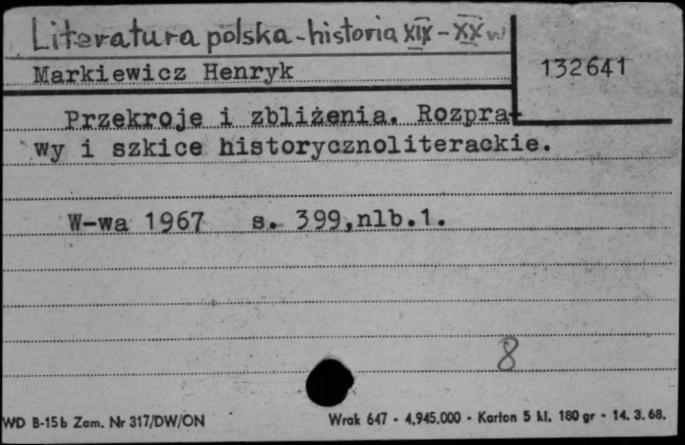 Literatura polska - historia XIX - XX w
Markiewicz Henryk
132641
Przekroje i zbliżenia. Rozpra-
wy i szkice historycznoliterackie.
W-wa 1967 s. 399,nlb.1.
8
WD B-15b Zam. Nr 317/DW/ON
Wrak 647 - 4.945.000 - Karton 5 kl. 180 gr - 14. 3. 68.